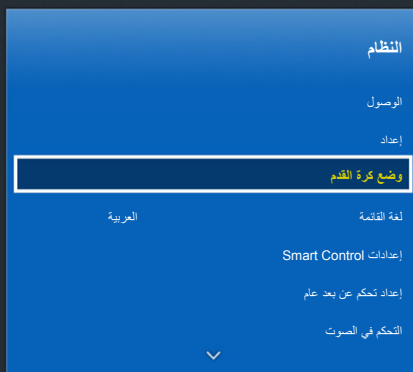 النظام
الوصول
إعداد
وضع كرة القدم
لغة القائمة العربية
إعدادات Smart Control
إعداد تحكم عن بعد عام
التحكم في الصوت